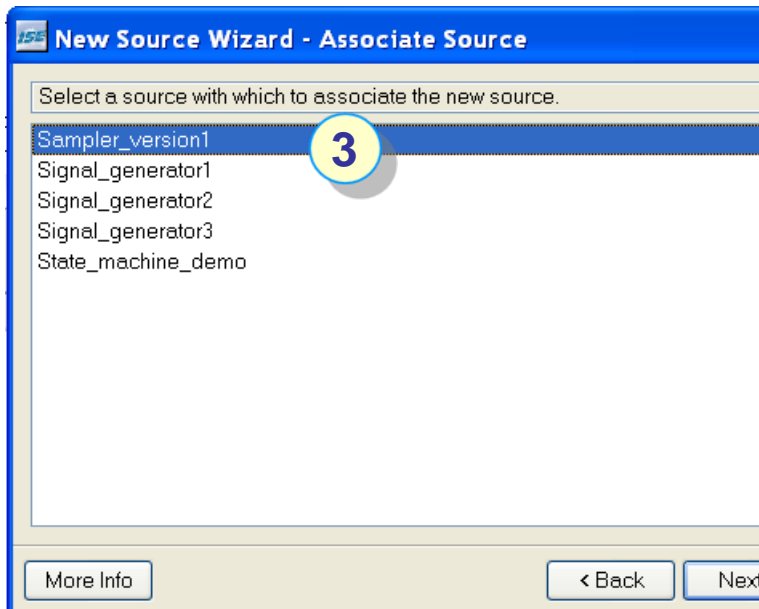 ISE New Source Wizard - Associate Source
Select a source with which to associate the new source.
Sampler_version1
3
Signal_generator1
Signal_generator2
Signal_generator3
State_machine_demo
More Info
< Back
Next